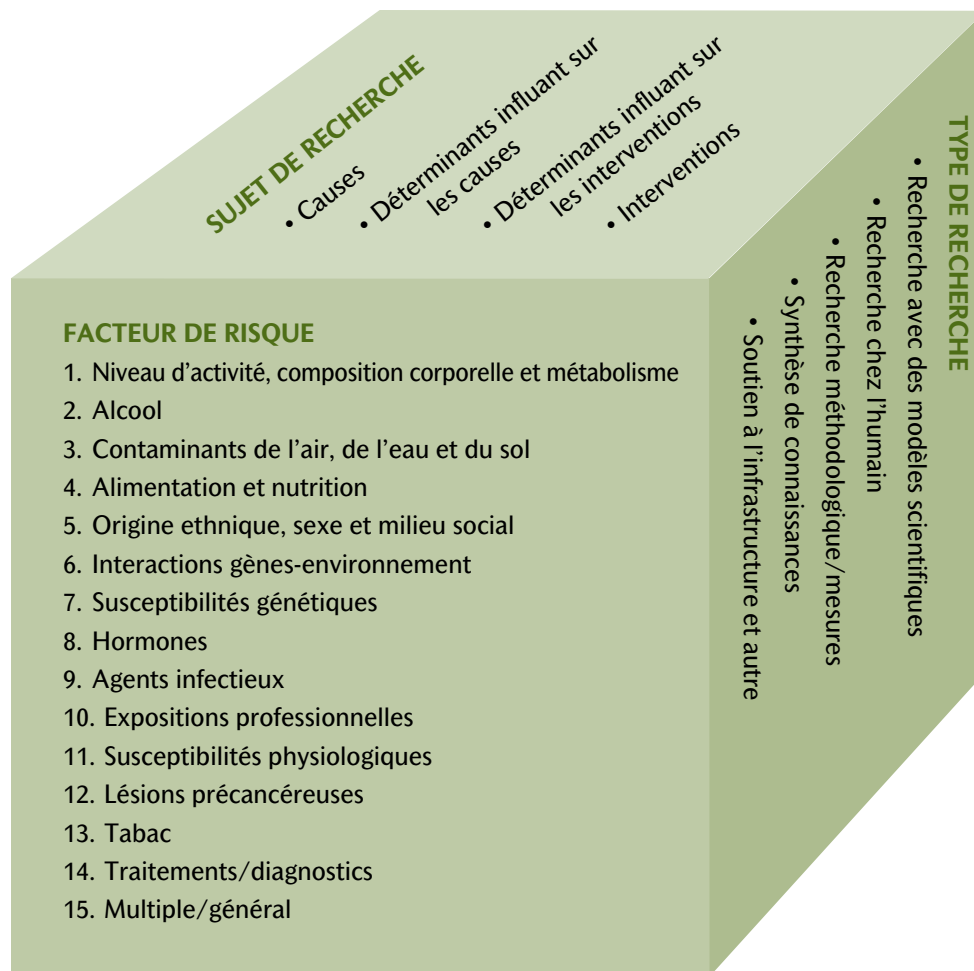 SUJET DE RECHERCHE
• Causes
• Déterminants influant sur
les causes
• Déterminants influant sur
les interventions
• Interventions
TYPE DE RECHERCHE
• Recherche avec des modèles scientifiques
• Recherche chez l'humain
• Recherche méthodologique/mesures
• Synthèse de connaissances
• Soutien à l'infrastructure et autre
FACTEUR DE RISQUE
1. Niveau d'activité, composition corporelle et métabolisme
2. Alcool
3. Contaminants de l'air, de l'eau et du sol
4. Alimentation et nutrition
5. Origine ethnique, sexe et milieu social
6. Interactions gènes-environnement
7. Susceptibilités génétiques
8. Hormones
9. Agents infectieux
10. Expositions professionnelles
11. Susceptibilités physiologiques
12. Lésions précancéreuses
13. Tabac
14. Traitements/diagnostics
15. Multiple/général